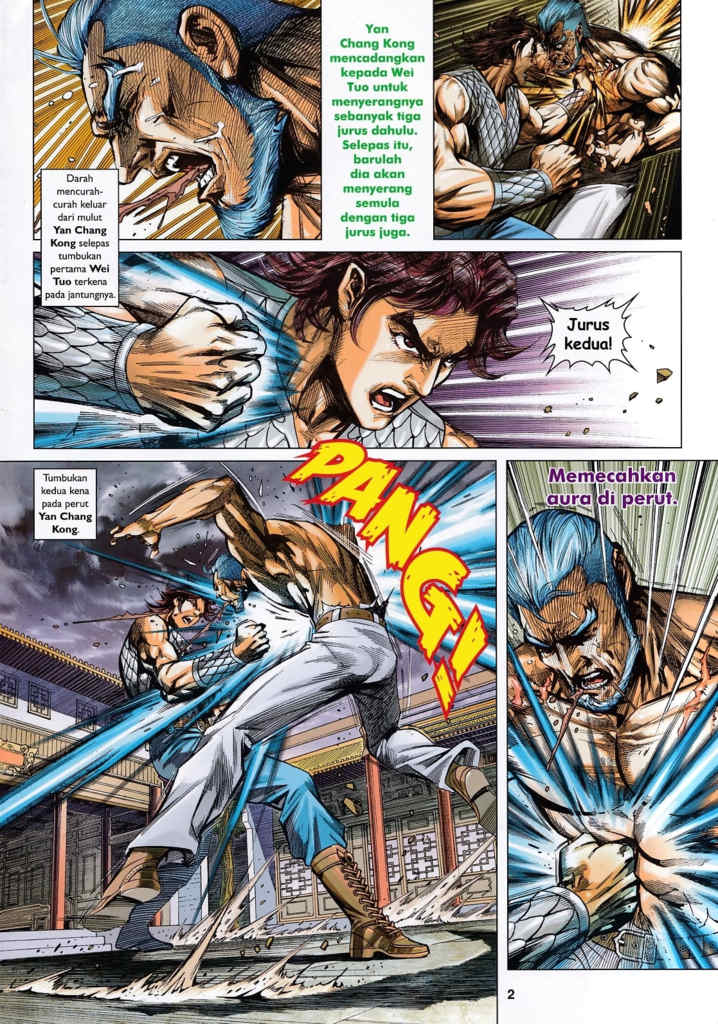 Yan
Chang Kong
mencadangkan
kepada Wei
Tuo untuk
menyerangnya
sebanyak tiga
jurus dahulu.
Selepas itu,
barulah
dia akan
menyerang
semula
dengan tiga
jurus juga.
Darah
mencurah-
curah keluar
dari mulut
Yan Chang
Kong selepas
tumbukan
pertama Wei
Tuo terkena
pada jantungnya.
Jurus
kedua!
Tumbukan
kedua kena
pada perut
Yan Chang
Kong.
PANG!
Memecahkan
aura di perut.
2